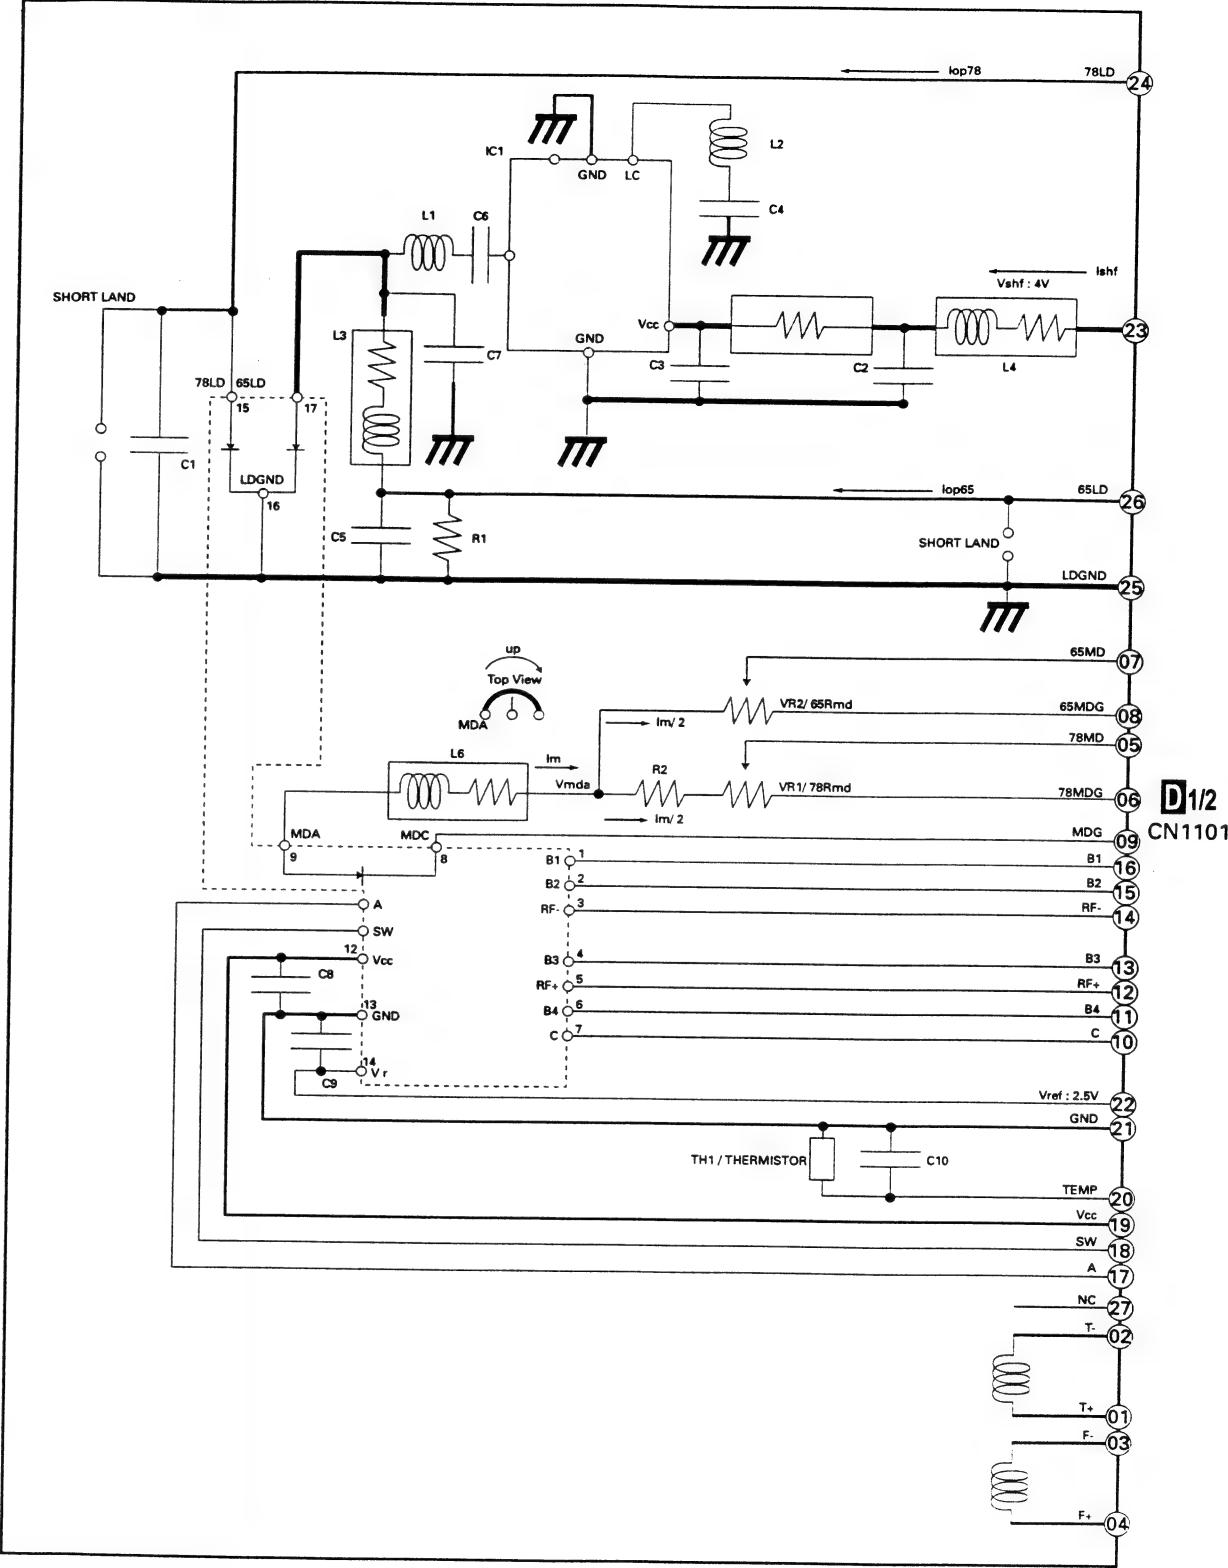 Iop78
78LD
24
IC1
GND
LC
L2
L1
C6
C4
Ishf
Vshf : 4V
SHORT LAND
Vcc
23
L3
C7
GND
C3
C2
L4
78LD
65LD
15
17
C1
LDGND
16
Iop65
65LD
26
C5
R1
SHORT LAND
LDGND
25
up
Top View
MDA
65MD
07
VR2/ 65Rmd
Im/ 2
65MDG
08
78MD
05
L6
Im
Vmda
R2
VR1/ 78Rmd
Im/ 2
78MDG
06
D 1/2
CN1101
MDA
9
MDC
8
MDG
09
B1
1
B1
16
B2
2
B2
15
RF-
3
RF-
14
A
SW
12
Vcc
C8
B3
4
B3
13
RF+
5
RF+
12
13
GND
B4
6
B4
11
C
7
C
10
14
Vr
C9
Vref : 2.5V
22
GND
21
TH1 / THERMISTOR
C10
TEMP
20
Vcc
19
SW
18
A
17
NC
27
T-
02
T+
01
F-
03
F+
04